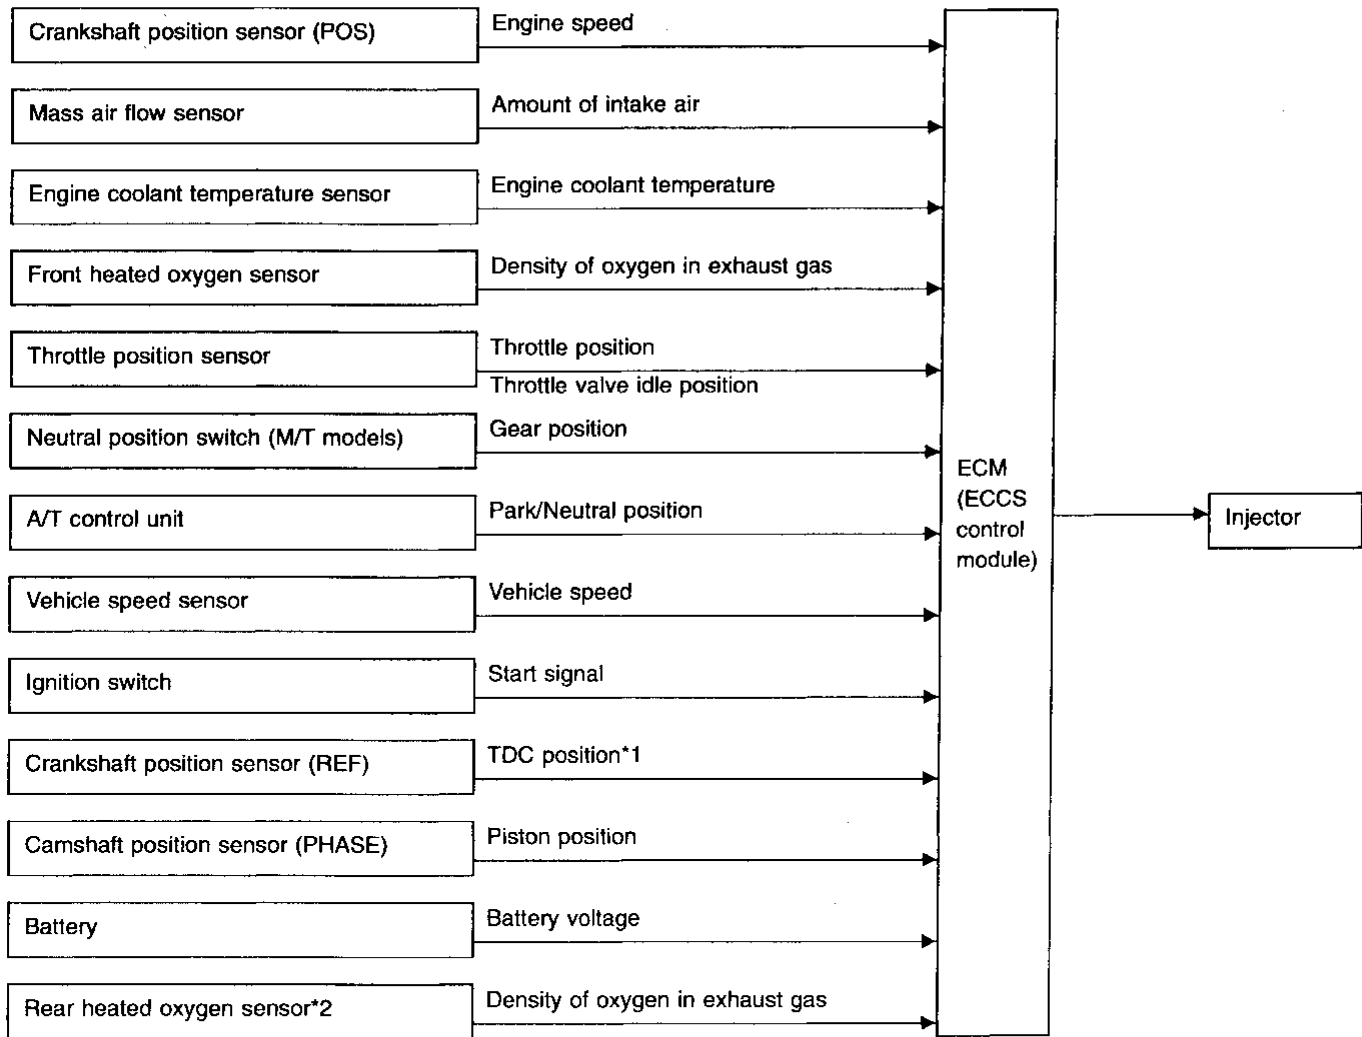 Crankshaft position sensor (POS)
Engine speed
Mass air flow sensor
Amount of intake air
Engine coolant temperature sensor
Engine coolant temperature
Front heated oxygen sensor
Density of oxygen in exhaust gas
Throttle position sensor
Throttle position
Throttle valve idle position
Neutral position switch (M/T models)
Gear position
A/T control unit
Park/Neutral position
Vehicle speed sensor
Vehicle speed
Ignition switch
Start signal
Crankshaft position sensor (REF)
TDC position*1
Camshaft position sensor (PHASE)
Piston position
Battery
Battery voltage
Rear heated oxygen sensor*2
Density of oxygen in exhaust gas
ECM
(ECCS
control
module)
Injector